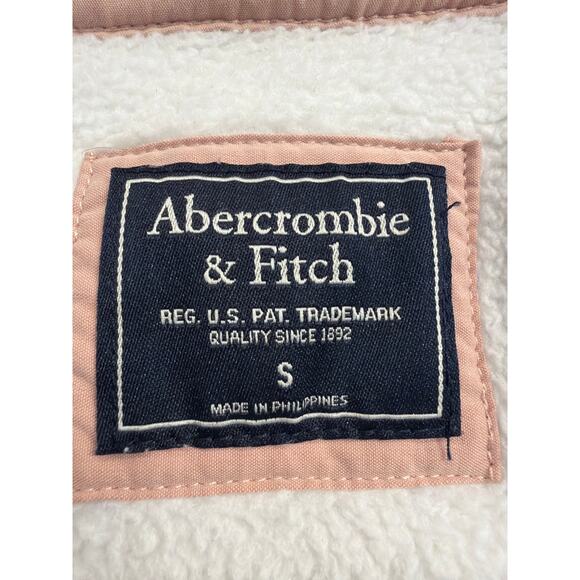 Abercrombie
& Fitch
REG. U.S. PAT. TRADEMARK
QUALITY SINCE 1892
S
MADE IN PHILIPPINES